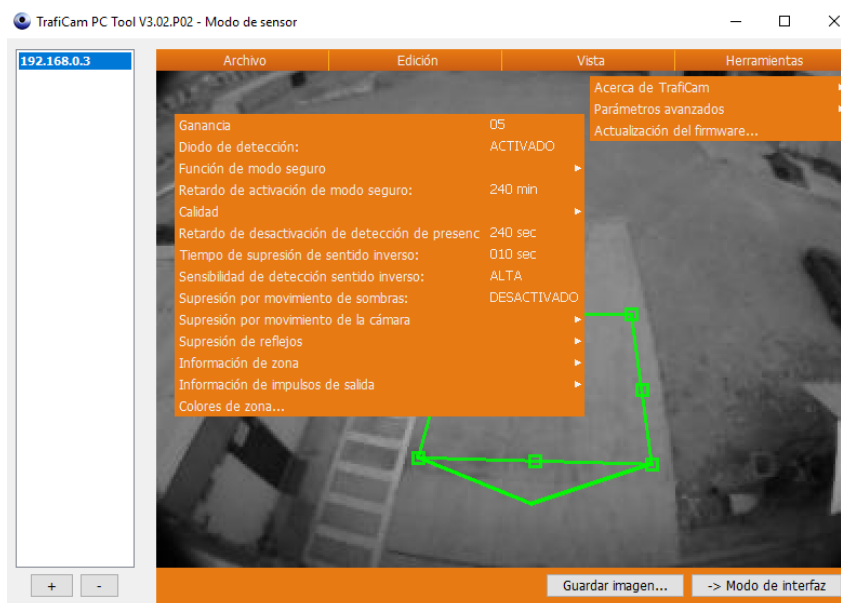 TrafiCam PC Tool V3.02.P02 - Modo de sensor
192.168.0.3
Archivo Edición Vista Herramientas
Acerca de TrafiCam
Parámetros avanzados
Actualización del firmware...
Ganancia 05
Diodo de detección: ACTIVADO
Función de modo seguro
Retardo de activación de modo seguro: 240 min
Calidad
Retardo de desactivación de detección de presenc 240 sec
Tiempo de supresión de sentido inverso: 010 sec
Sensibilidad de detección sentido inverso: ALTA
Supresión por movimiento de sombras: DESACTIVADO
Supresión por movimiento de la cámara
Supresión de reflejos
Información de zona
Información de impulsos de salida
Colores de zona...
+ - Guardar imagen... -> Modo de interfaz